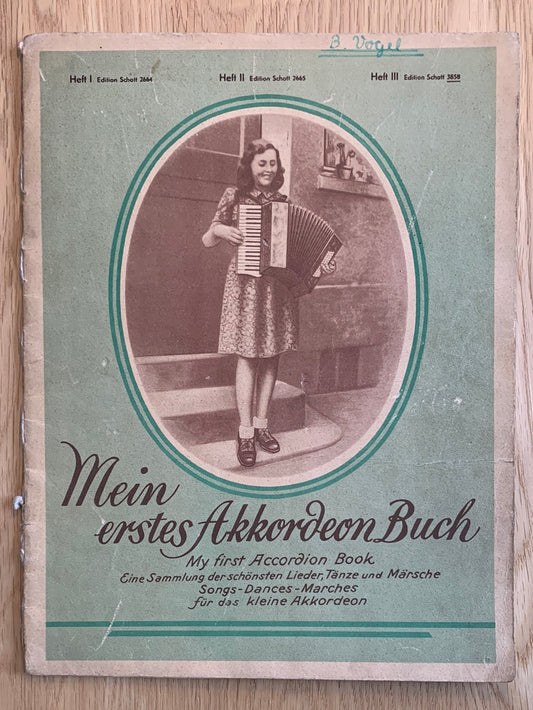 B. Vogel
Heft I Edition Schott 2664 Heft II Edition Schott 2665 Heft III Edition Schott 3858
Mein
erstes Akkordeon Buch
My first Accordion Book
Eine Sammlung der schönsten Lieder, Tänze und Märsche
Songs-Dances-Marches
für das kleine Akkordeon